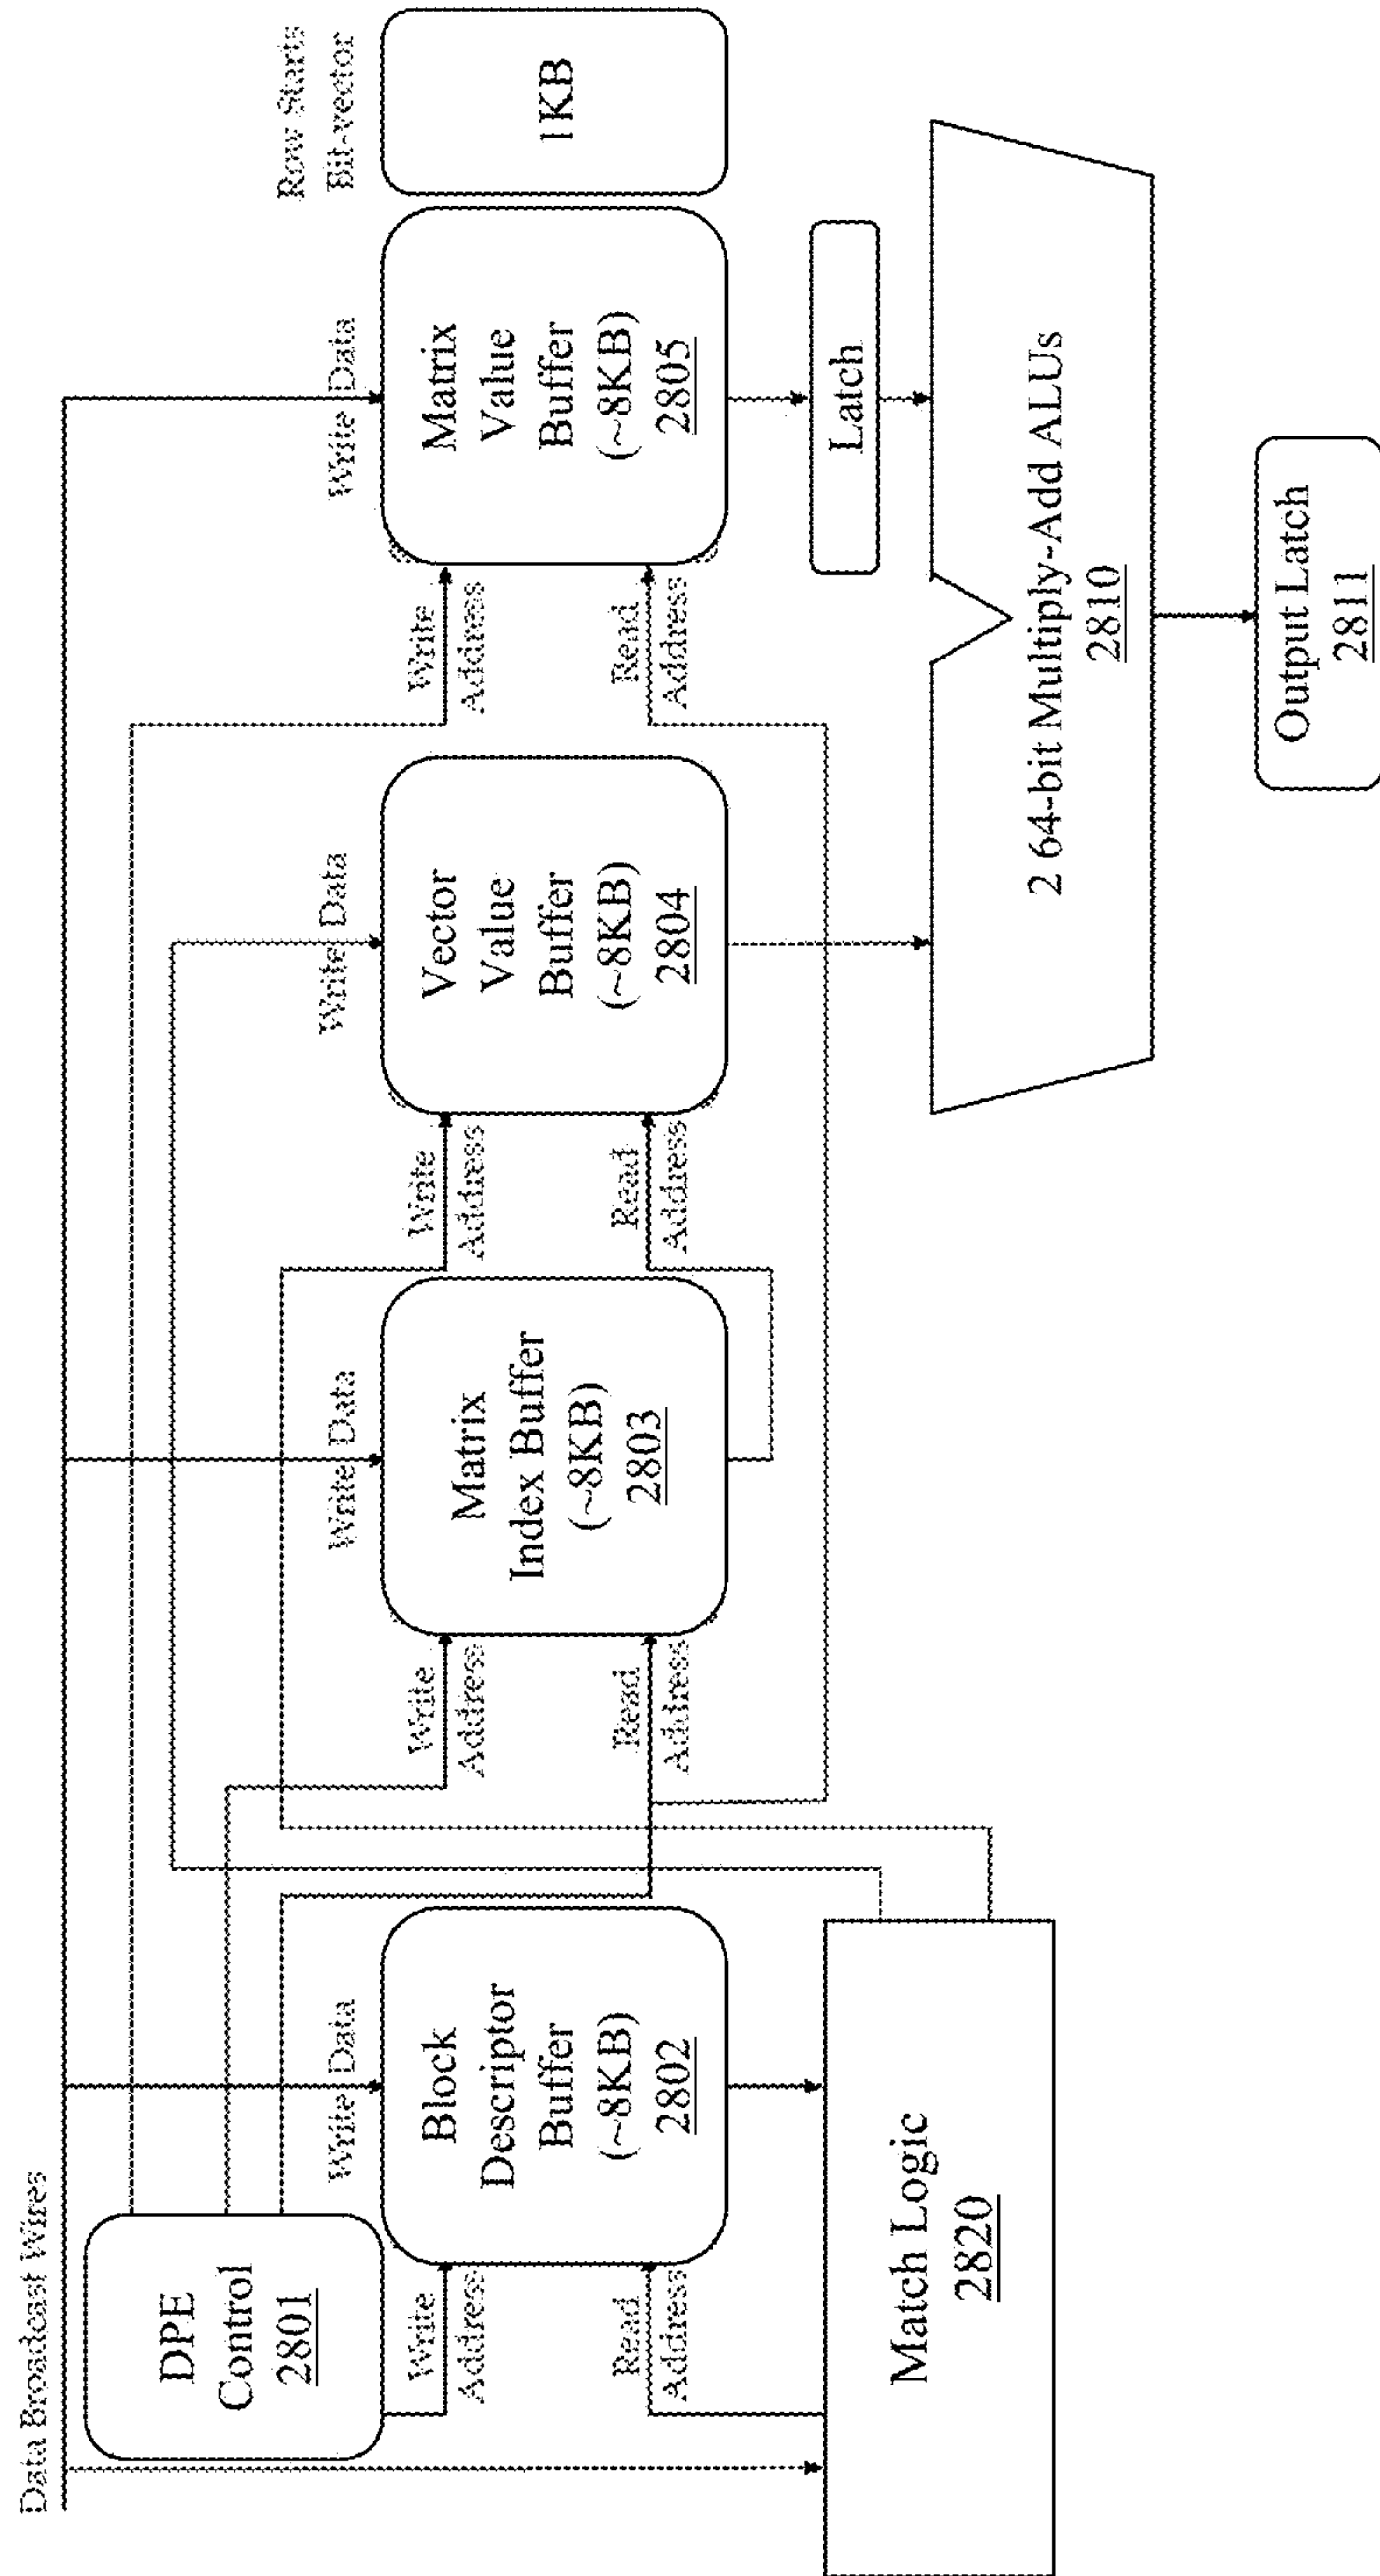 Data Broadcast Wires
DPE
Control
2801
Write
Address
Read
Address
Write Data
Block
Descriptor
Buffer
(~8KB)
2802
Match Logic
2820
Write
Address
Read
Address
Write Data
Matrix
Index Buffer
(~8KB)
2803
Write
Address
Read
Address
Write Data
Vector
Value
Buffer
(~8KB)
2804
Write
Address
Read
Address
Write Data
Matrix
Value
Buffer
(~8KB)
2805
Row Starts
Bit-vector
1KB
Latch
2 64-bit Multiply-Add ALUs
2810
Output Latch
2811